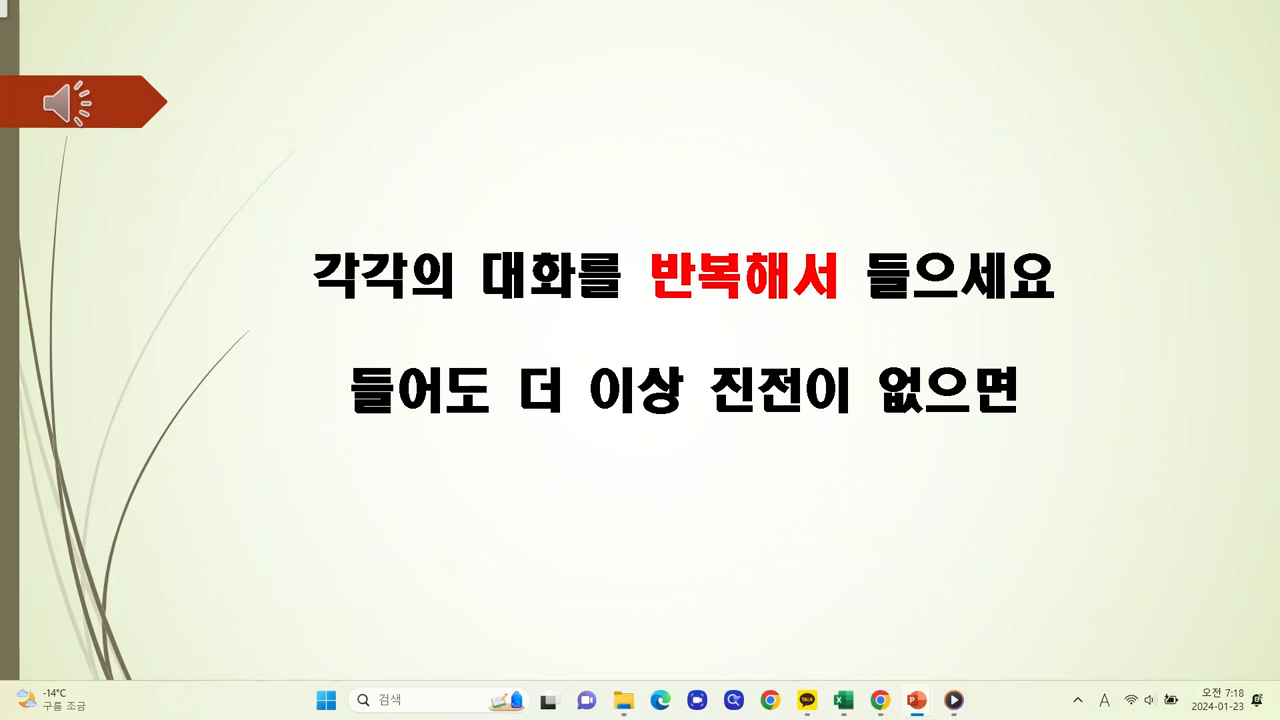 각각의 대화를 반복해서 들으세요
들어도 더 이상 진전이 없으면
-14°C
구름 조금
검색
TALK
A
오전 7:18
2024-01-23